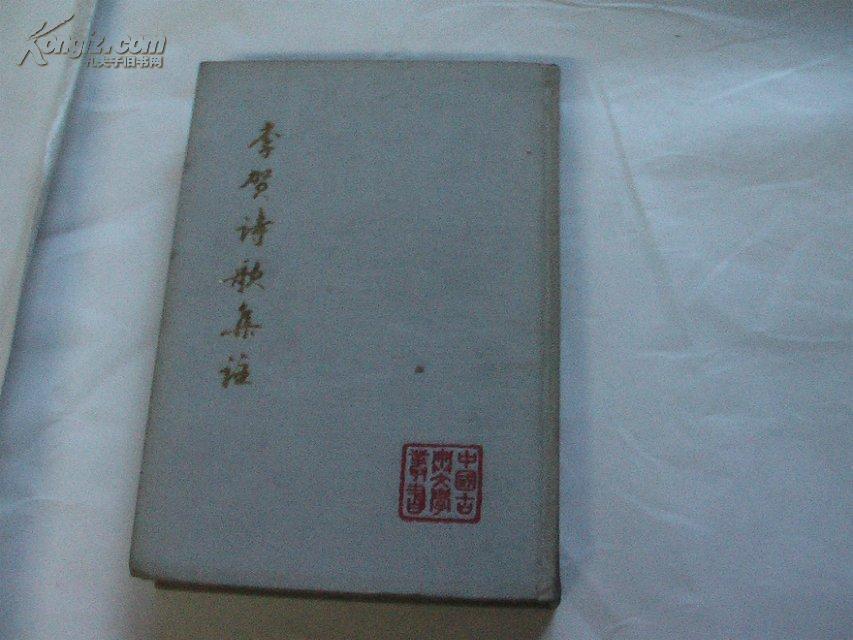 Kongfz.com
孔夫子旧书网
李贺诗歌集註
中國古
典文學
叢書